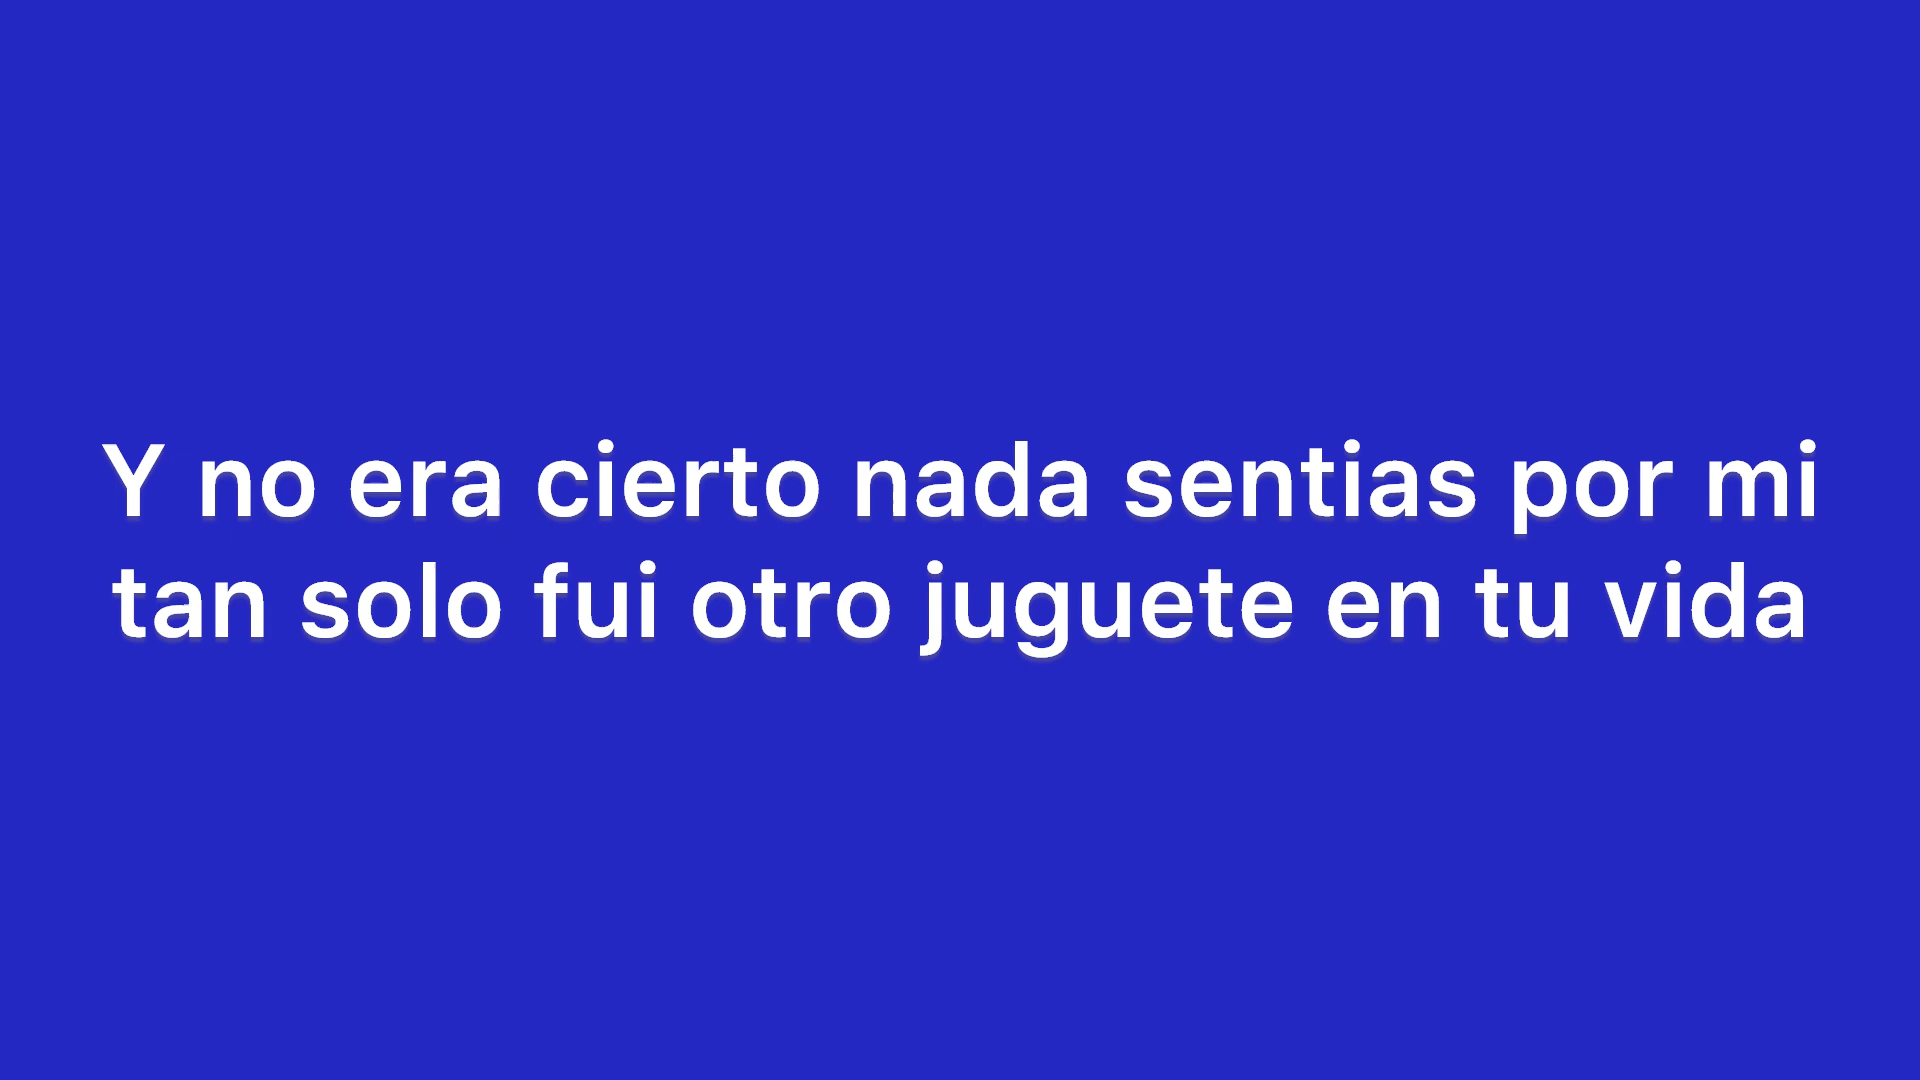 Y no era cierto nada sentias por mi
tan solo fui otro juguete en tu vida